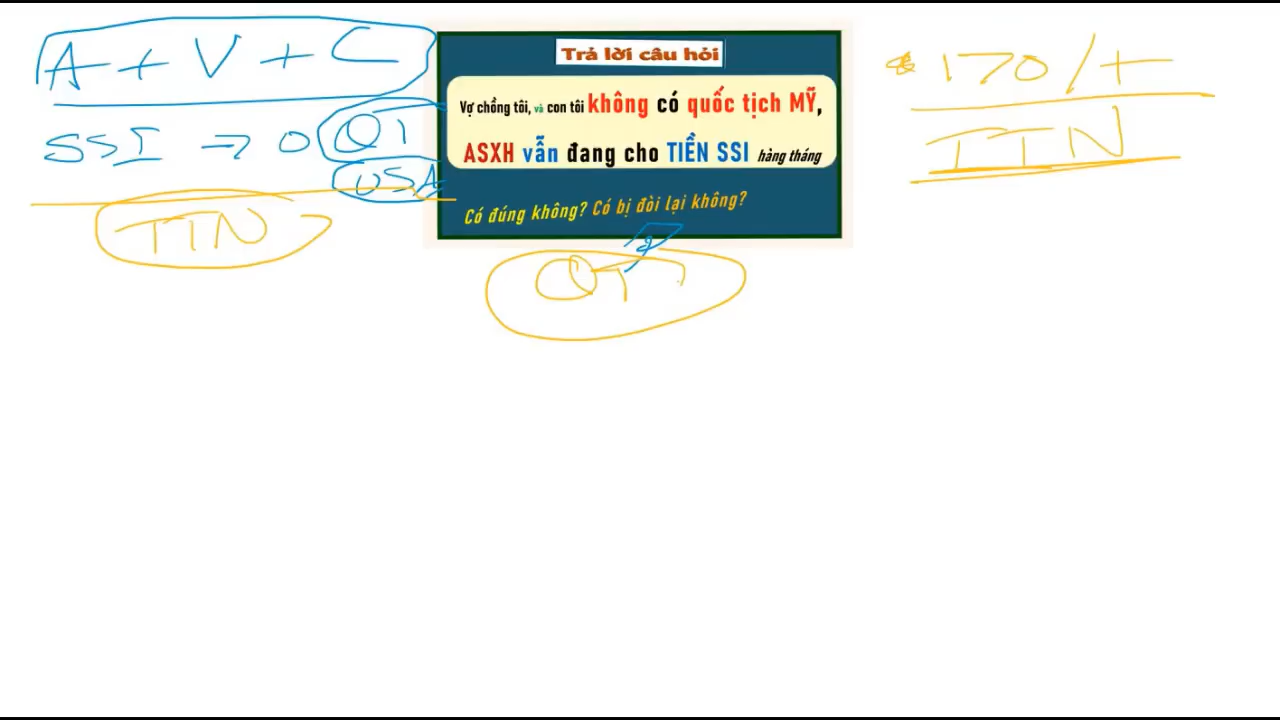 A + V + C
SSI → 0 QT
USA
TTN
Trả lời câu hỏi
Vợ chồng tôi, và con tôi không có quốc tịch MỸ,
ASXH vẫn đang cho TIỀN SSI hàng tháng
Có đúng không? Có bị đòi lại không?
QT
170/T
TTN